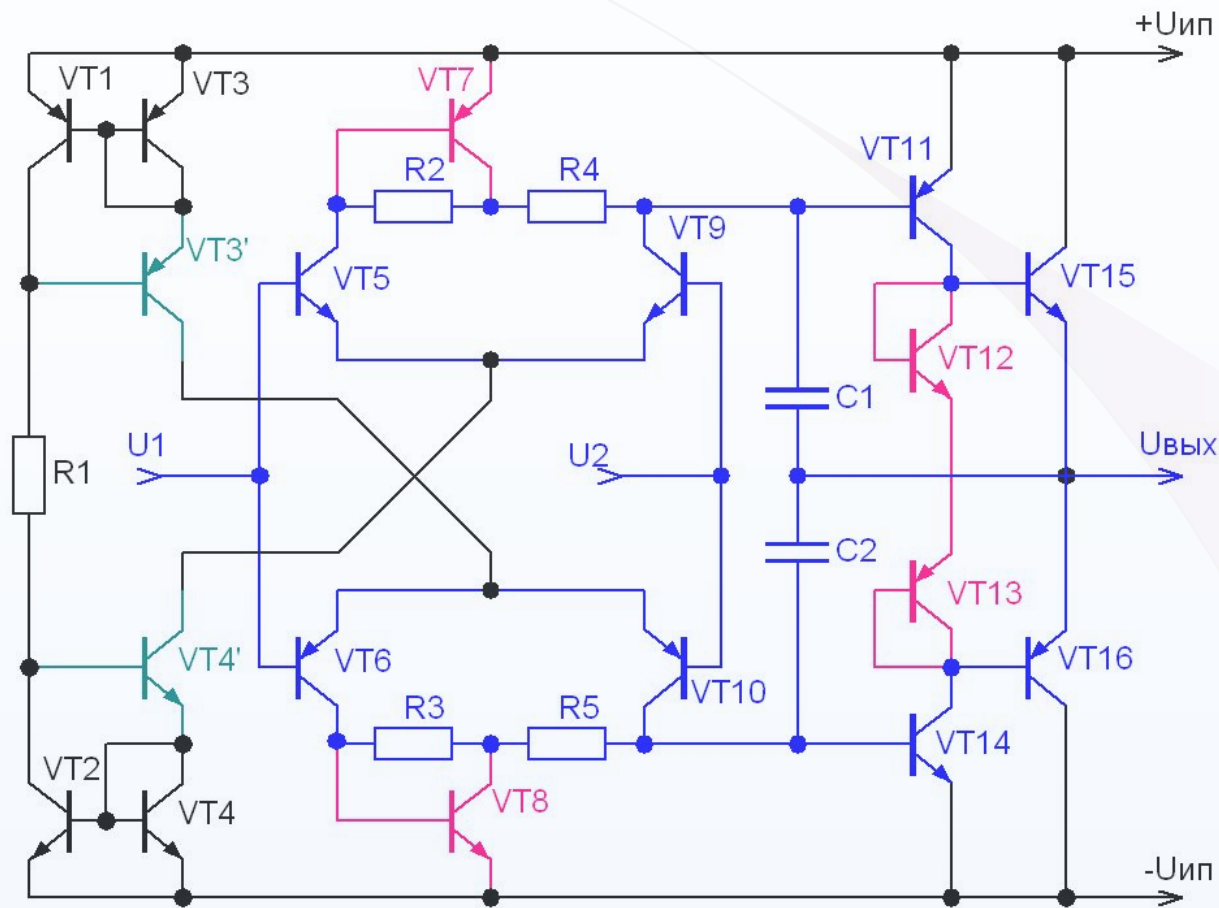 +Uип
VT1
VT3
VT7
VT11
R2
R4
VT9
VT3'
VT5
VT15
VT12
C1
U1
U2
Uвых
R1
C2
VT13
VT4'
VT6
VT10
VT16
R3
R5
VT14
VT2
VT4
VT8
-Uип